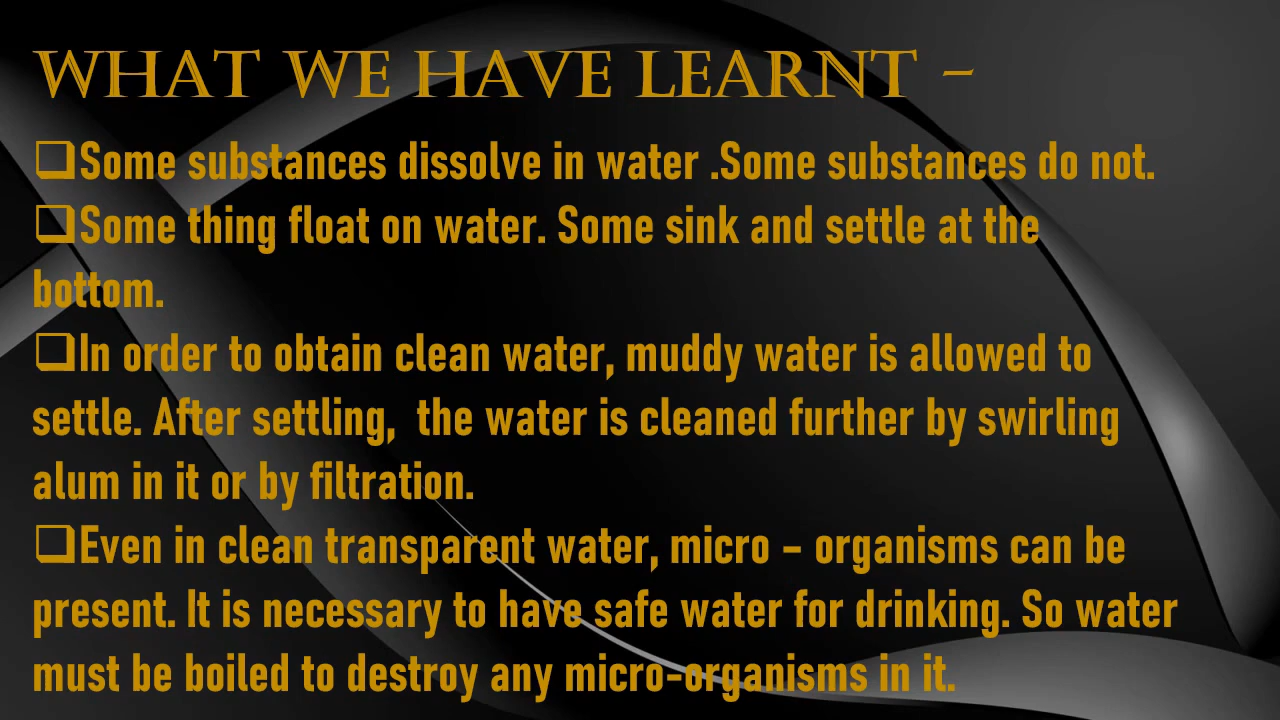 WHAT WE HAVE LEARNT –
❑Some substances dissolve in water .Some substances do not.
❑Some thing float on water. Some sink and settle at the
bottom.
❑In order to obtain clean water, muddy water is allowed to
settle. After settling,  the water is cleaned further by swirling
alum in it or by filtration.
❑Even in clean transparent water, micro – organisms can be
present. It is necessary to have safe water for drinking. So water
must be boiled to destroy any micro-organisms in it.